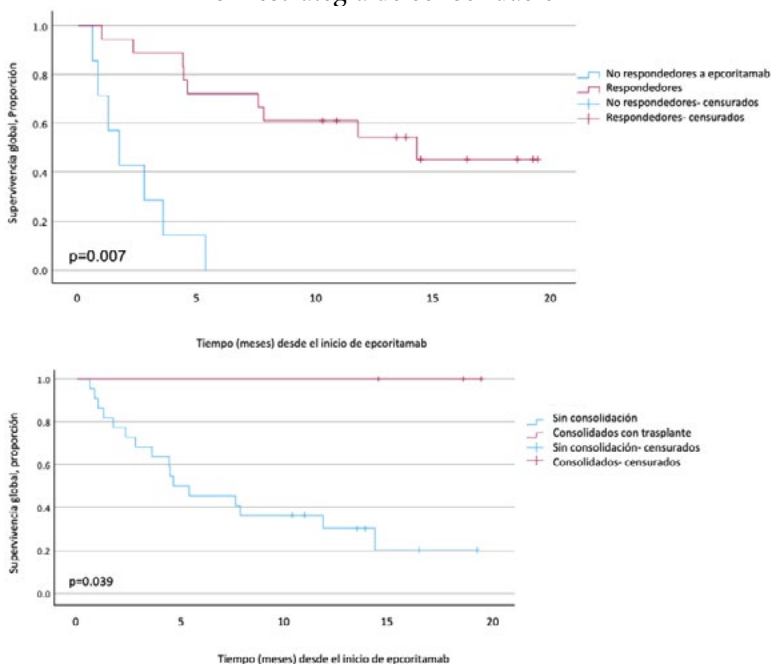 1.0
0.8
0.6
0.4
0.2
0.0
Supervivencia global, Proporción
p=0.007
0 5 10 15 20
Tiempo (meses) desde el inicio de epcoritamab
No respondedores a epcoritamab
Respondedores
No respondedores- censurados
Respondedores- censurados
1.0
0.8
0.6
0.4
0.2
0.0
Supervivencia global, proporción
p=0.039
0 5 10 15 20
Tiempo (meses) desde el inicio de epcoritamab
Sin consolidación
Consolidados con trasplante
Sin consolidación- censurados
Consolidados- censurados